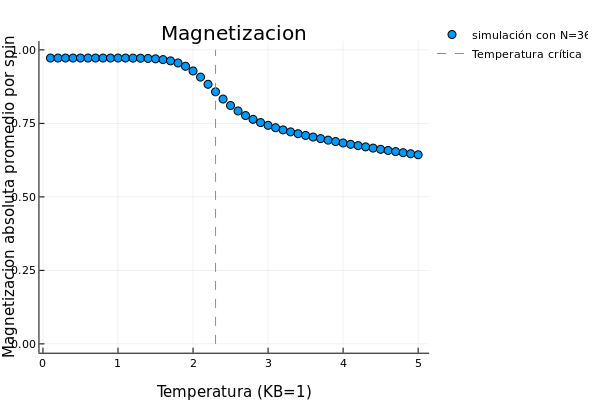 Magnetizacion
simulación con N=36
Temperatura crítica
Magnetizacion absoluta promedio por spin
1.00
0.75
0.50
0.25
0.00
0 1 2 3 4 5
Temperatura (KB=1)